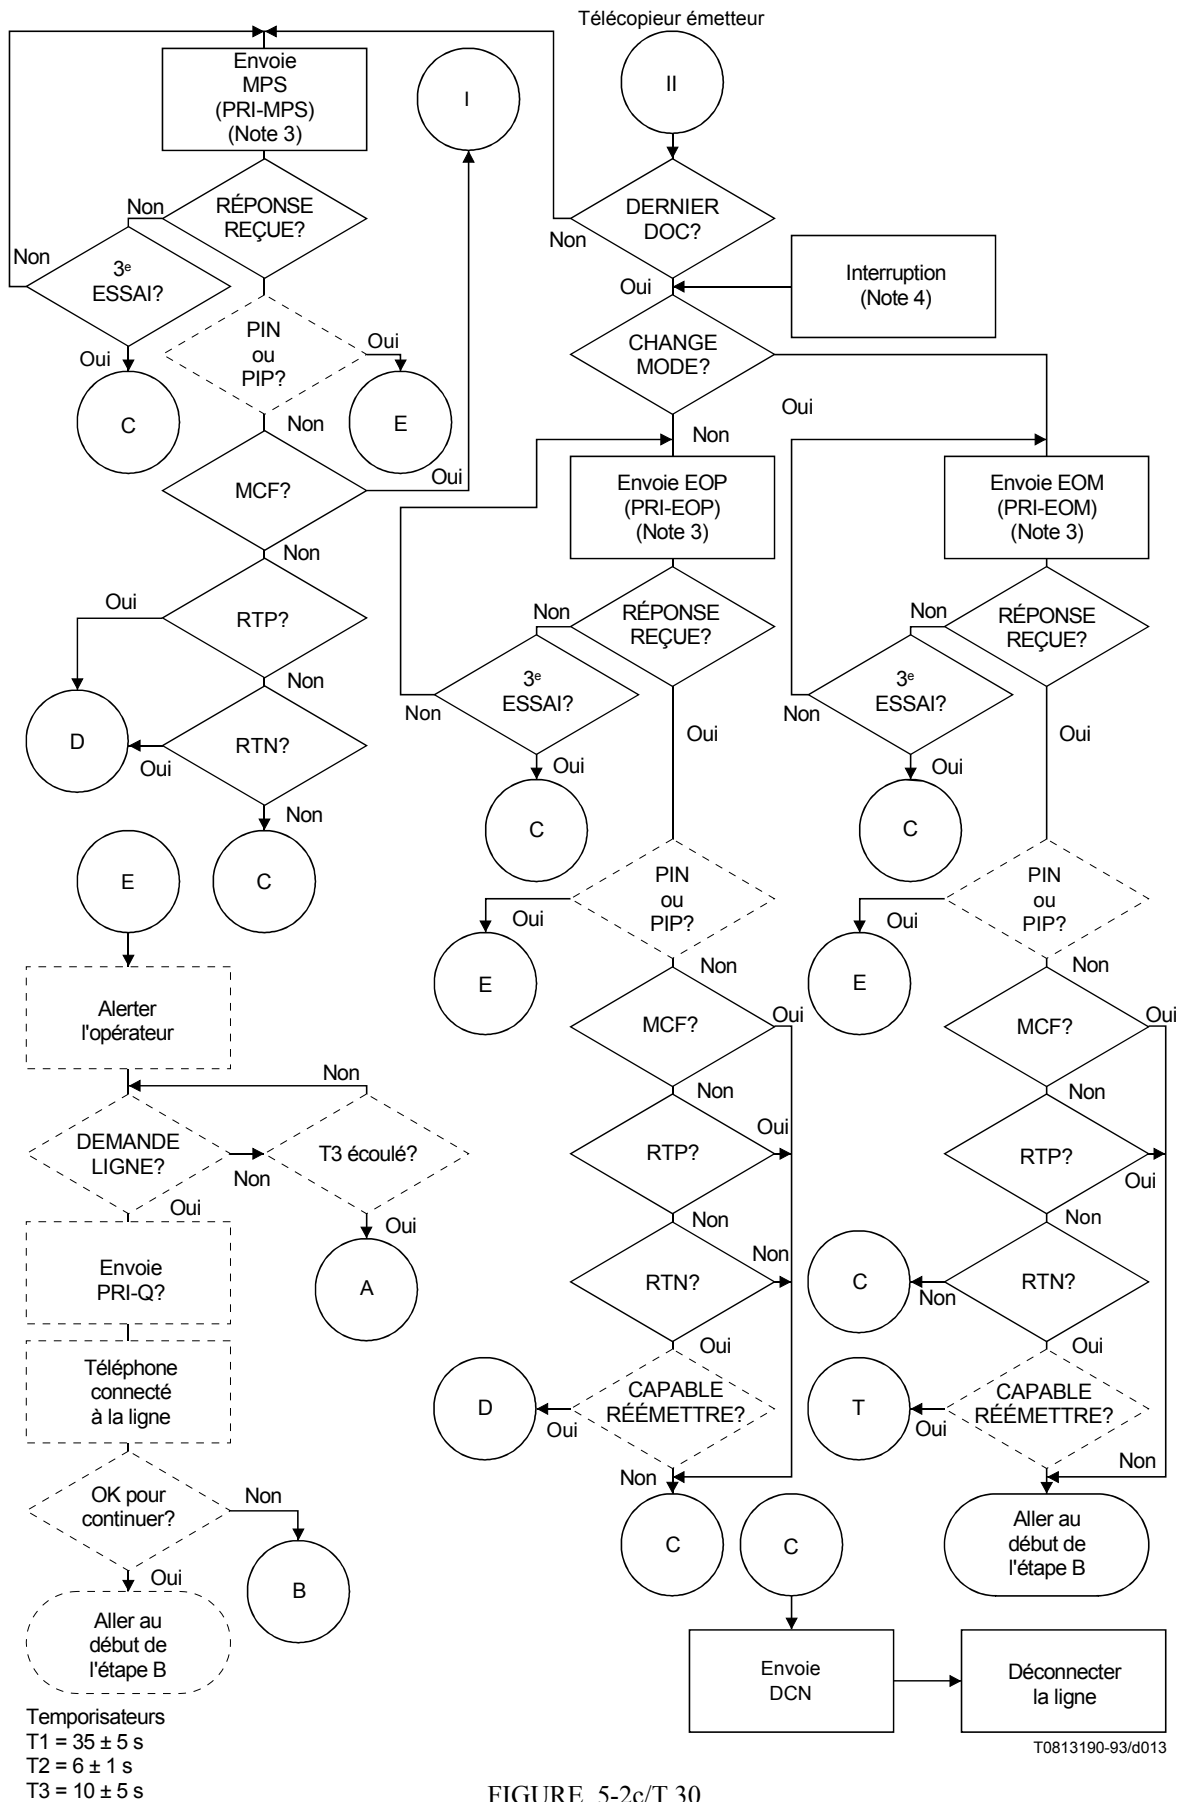 Télécopieur émetteur
Envoie
MPS
(PRI-MPS)
(Note 3)
I
II
RÉPONSE
REÇUE?
Non
Non
3e
ESSAI?
Oui
C
PIN
ou
PIP?
Oui
E
Non
MCF?
Oui
Non
RTP?
Oui
Non
D
RTN?
Oui
Non
C
DERNIER
DOC?
Non
Oui
Interruption
(Note 4)
CHANGE
MODE?
Oui
Non
Envoie EOP
(PRI-EOP)
(Note 3)
RÉPONSE
REÇUE?
Non
3e
ESSAI?
Non
Oui
Oui
C
PIN
ou
PIP?
Oui
E
Non
MCF?
Oui
Non
RTP?
Oui
Non
RTN?
Non
Oui
CAPABLE
RÉÉMETTRE?
D
Oui
Non
C
Envoie EOM
(PRI-EOM)
(Note 3)
RÉPONSE
REÇUE?
Non
3e
ESSAI?
Non
Oui
Oui
C
PIN
ou
PIP?
Oui
E
Non
MCF?
Oui
Non
RTP?
Oui
Non
RTN?
C
Non
Oui
CAPABLE
RÉÉMETTRE?
T
Oui
Non
Aller au
début de
l'étape B
E
Alerter
l'opérateur
Non
DEMANDE
LIGNE?
Non
T3 écoulé?
Oui
Oui
A
Envoie
PRI-Q?
Téléphone
connecté
à la ligne
OK pour
continuer?
Non
B
Oui
Aller au
début de
l'étape B
C
Envoie
DCN
Déconnecter
la ligne
Temporisateurs
T1 = 35 ± 5 s
T2 = 6 ± 1 s
T3 = 10 ± 5 s
T0813190-93/d013
FIGURE 5-2c/T.30